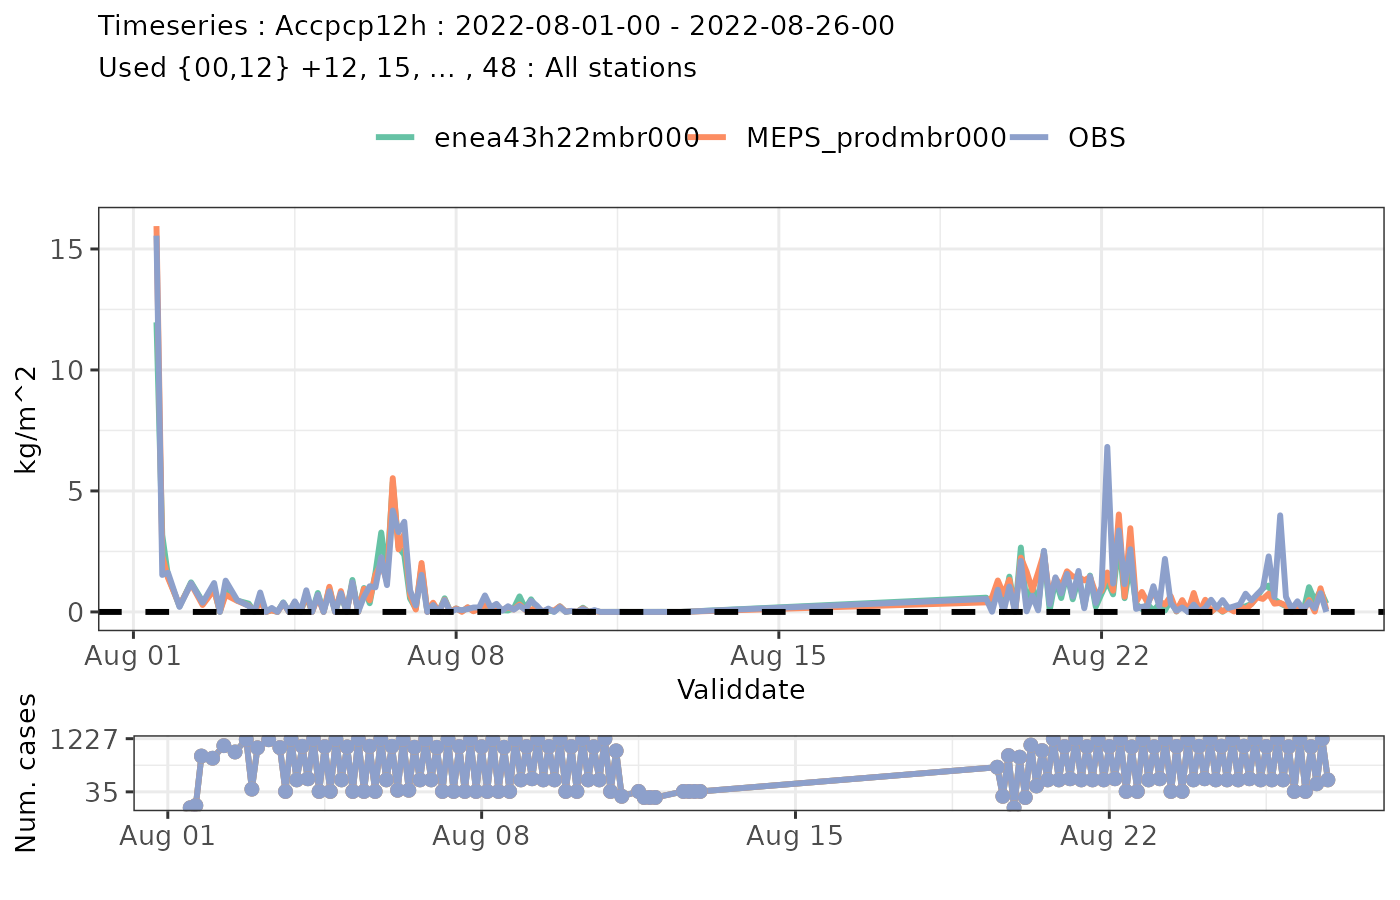 Timeseries : Accpcp12h : 2022-08-01-00 - 2022-08-26-00
Used {00,12} +12, 15, ... , 48 : All stations
enea43h22mbr000 MEPS_prodmbr000 OBS
kg/m^2
15
10
5
0
Aug 01 Aug 08 Aug 15 Aug 22
Validdate
Num. cases
1227
35
Aug 01 Aug 08 Aug 15 Aug 22